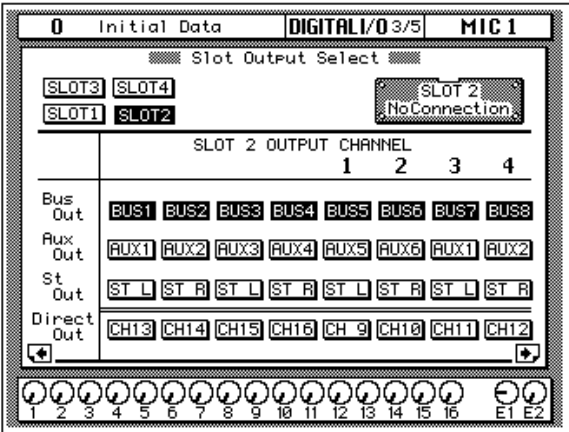 0 Initial Data DIGITAL I/O 3/5 MIC 1
Slot Output Select
SLOT3 SLOT4
SLOT1 SLOT2
SLOT 2
NoConnection
SLOT 2 OUTPUT CHANNEL
1 2 3 4
Bus Out BUS1 BUS2 BUS3 BUS4 BUS5 BUS6 BUS7 BUS8
Aux Out AUX1 AUX2 AUX3 AUX4 AUX5 AUX6 AUX1 AUX2
St Out ST L ST R ST L ST R ST L ST R ST L ST R
Direct Out CH13 CH14 CH15 CH16 CH 9 CH10 CH11 CH12
1 2 3 4 5 6 7 8 9 10 11 12 13 14 15 16 E1 E2